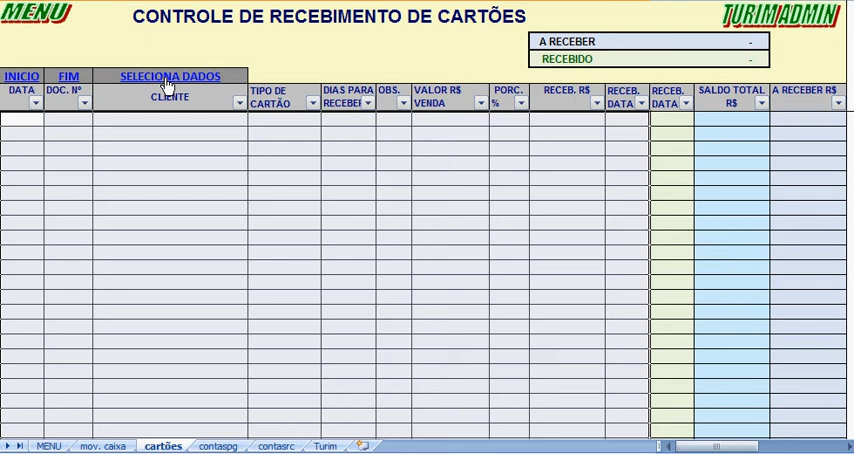 MENU
CONTROLE DE RECEBIMENTO DE CARTÕES
TURIM/ADMIN
A RECEBER -
RECEBIDO -
INICIO FIM SELECIONA DADOS
DATA
DOC. Nº
CLIENTE
TIPO DE
CARTÃO
DIAS PARA
RECEBER
OBS.
VALOR R$
VENDA
PORC.
%
RECEB. R$
RECEB.
DATA
RECEB.
DATA
SALDO TOTAL
R$
A RECEBER R$
MENU mov. caixa cartões contaspg contasrc Turim